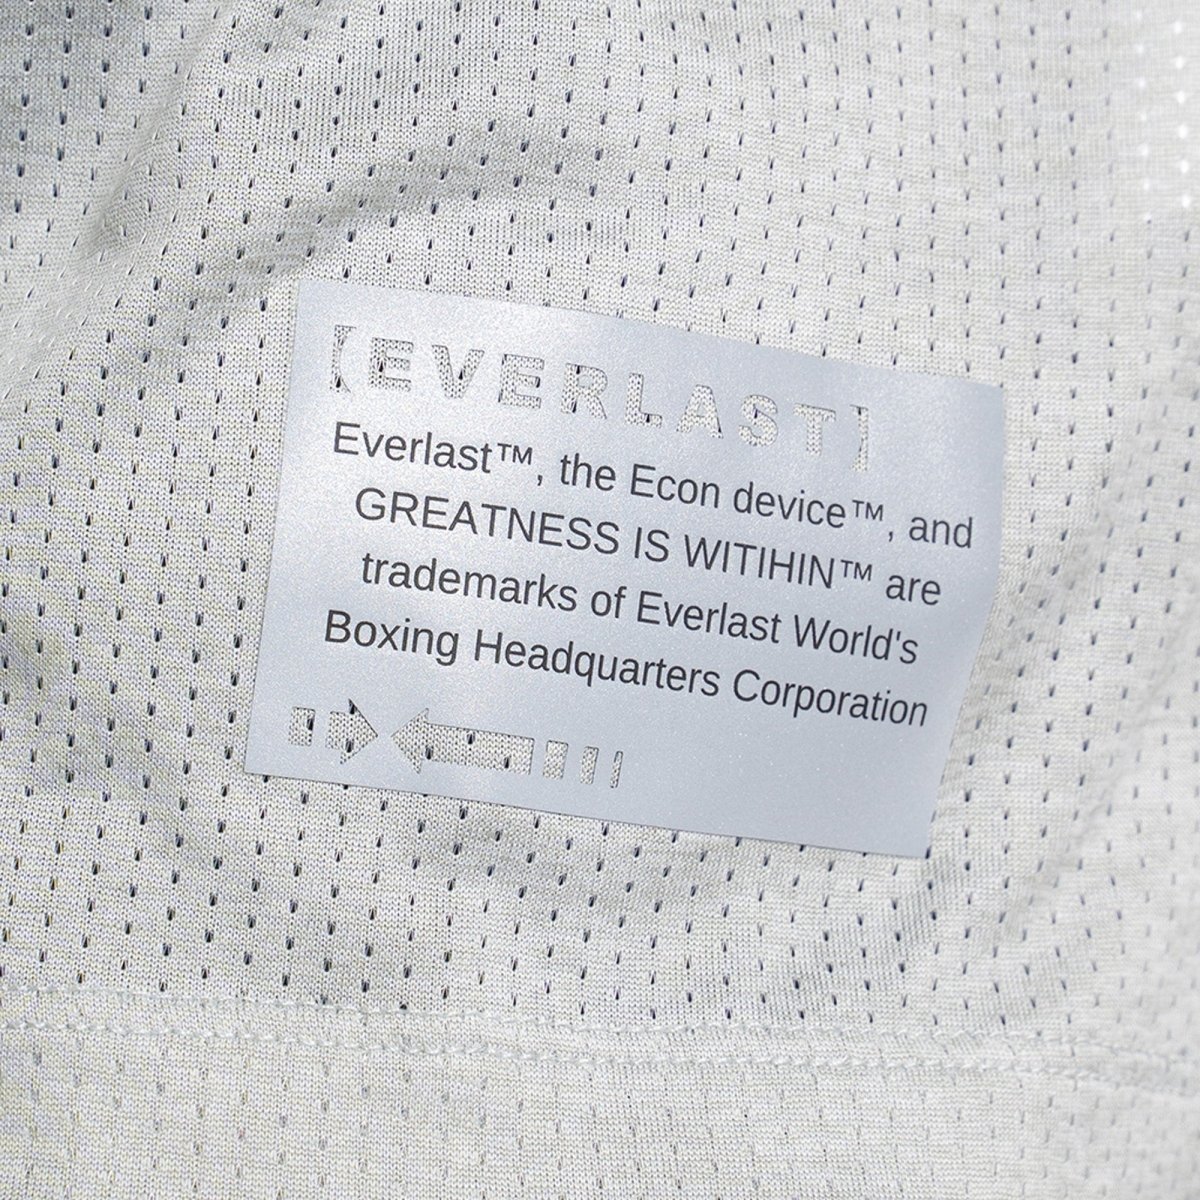 [EVERLAST]
Everlast™, the Econ device™, and
GREATNESS IS WITIHIN™ are
trademarks of Everlast World's
Boxing Headquarters Corporation